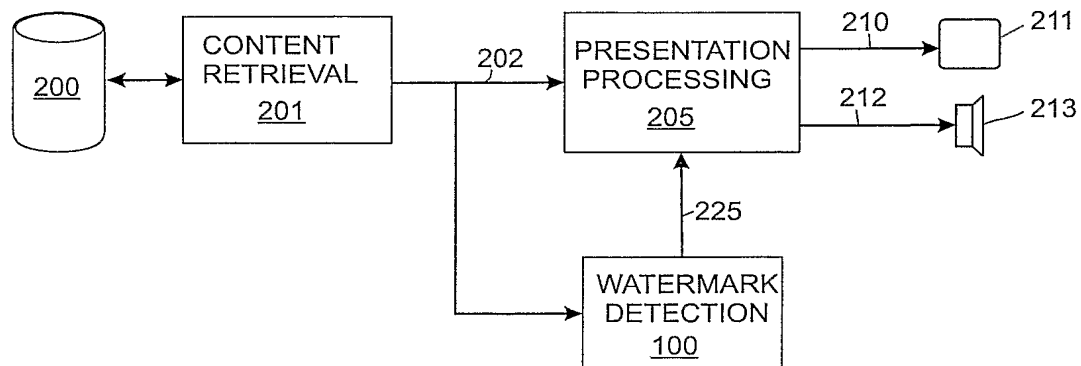 200
CONTENT
RETRIEVAL
201
202
PRESENTATION
PROCESSING
205
210
211
212
213
225
WATERMARK
DETECTION
100